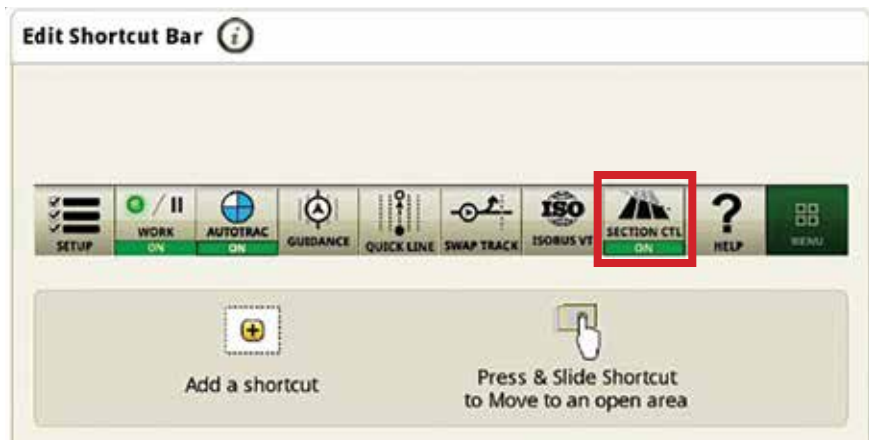 Edit Shortcut Bar i
SETUP
WORK
ON
AUTOTRAC
ON
GUIDANCE
QUICK LINE
SWAP TRACK
ISO
ISOBUS VT
SECTION CTL
ON
?
HELP
MENU
Add a shortcut
Press & Slide Shortcut
to Move to an open area